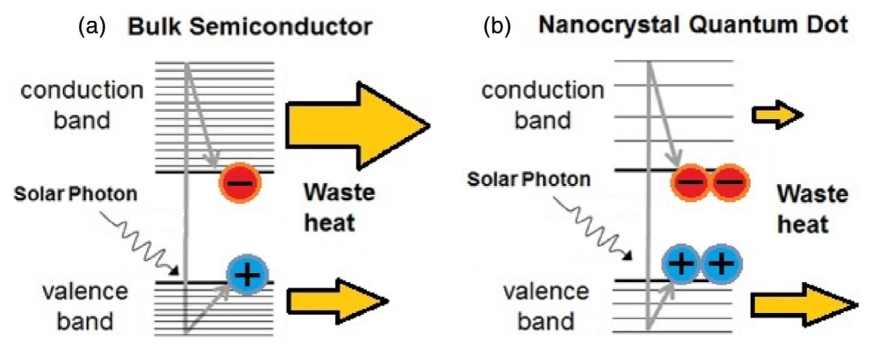 (a) Bulk Semiconductor
conduction
band
Solar Photon
Waste
heat
valence
band
(b) Nanocrystal Quantum Dot
conduction
band
Solar Photon
Waste
heat
valence
band